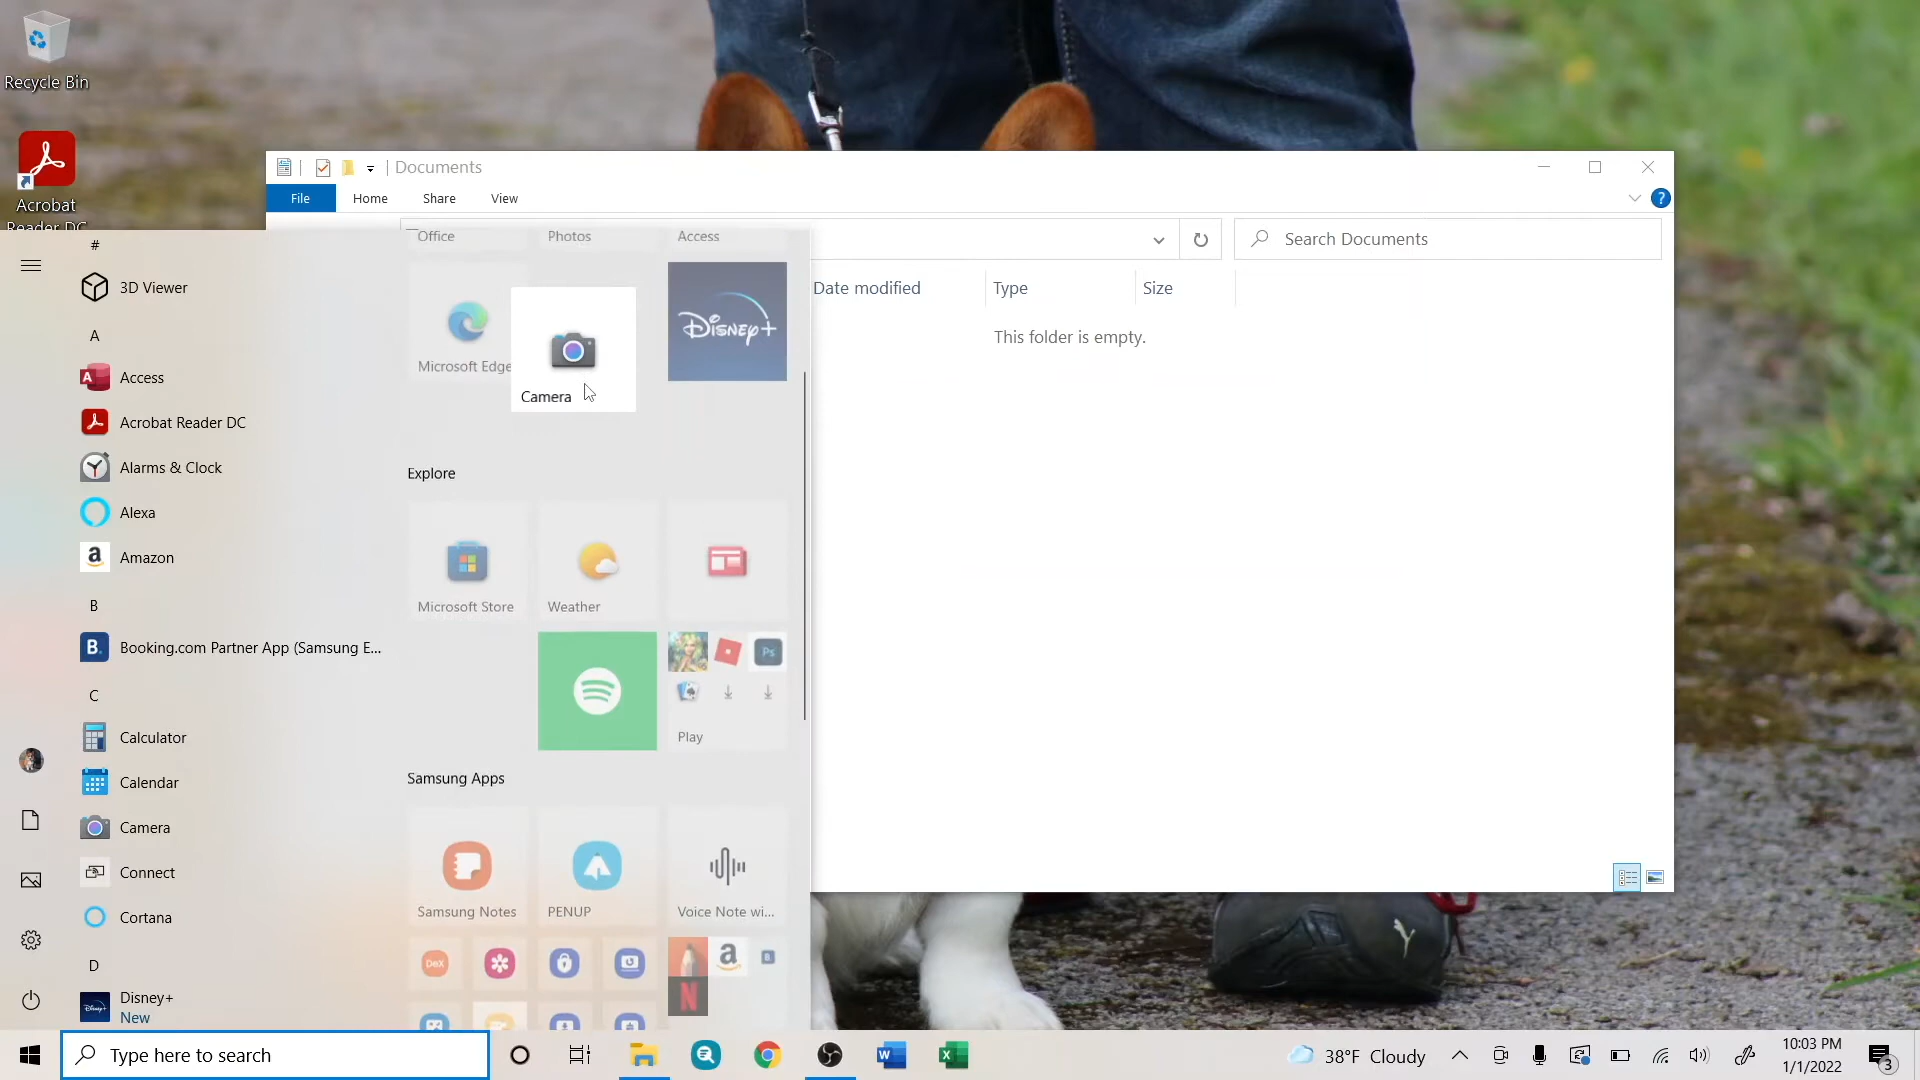 Recycle Bin
Acrobat
Reader DC
Documents
File
Home
Share
View
Search Documents
Date modified
Type
Size
This folder is empty.
#
3D Viewer
A
Access
Acrobat Reader DC
Alarms & Clock
Alexa
Amazon
B
Booking.com Partner App (Samsung E...
C
Calculator
Calendar
Camera
Connect
Cortana
D
Disney+
New
Office
Photos
Access
Microsoft Edge
Camera
Disney+
Explore
Microsoft Store
Weather
Ps
Play
Samsung Apps
Samsung Notes
PENUP
Voice Note wi...
DeX
a
B
N
Type here to search
38°F Cloudy
10:03 PM
1/1/2022
3